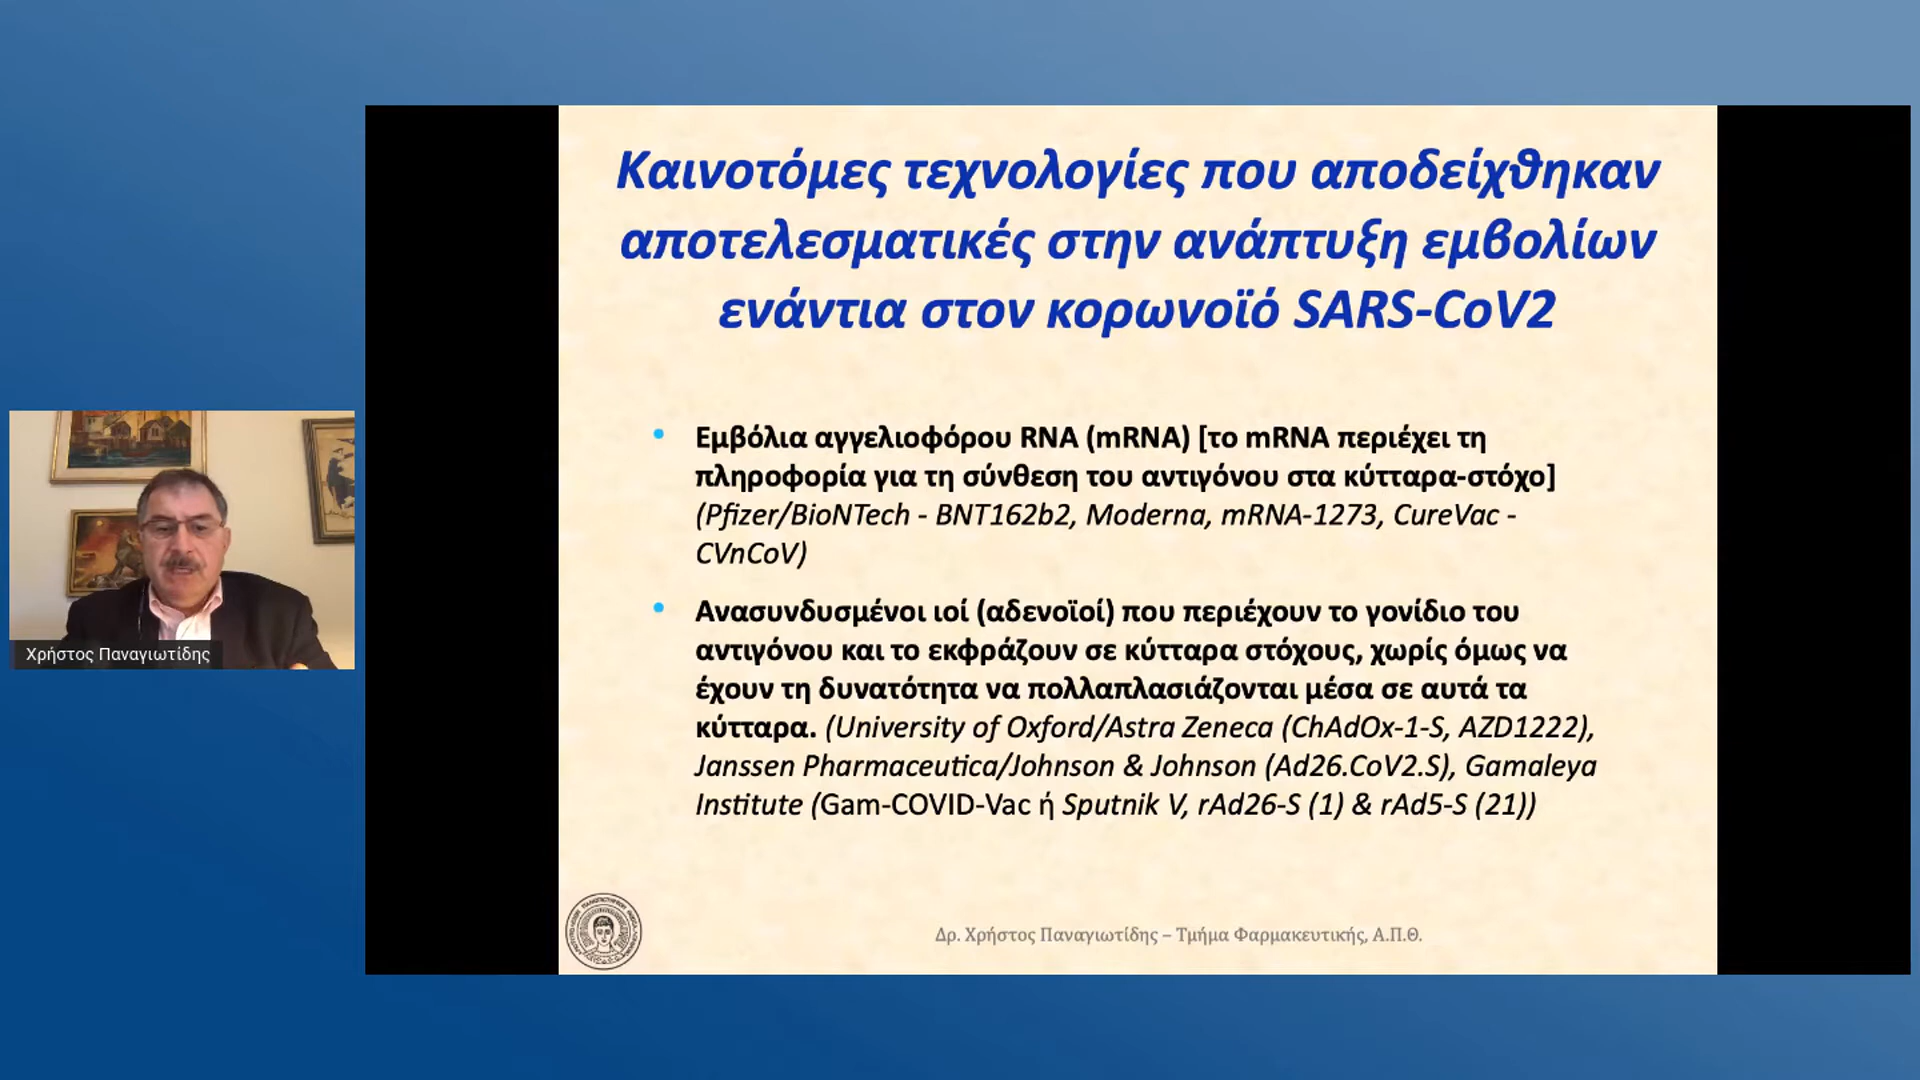 Καινοτόμες τεχνολογίες που αποδείχθηκαν
αποτελεσματικές στην ανάπτυξη εμβολίων
ενάντια στον κορωνοϊό SARS-CoV2
• Εμβόλια αγγελιοφόρου RNA (mRNA) [το mRNA περιέχει τη
πληροφορία για τη σύνθεση του αντιγόνου στα κύτταρα-στόχο]
(Pfizer/BioNTech - BNT162b2, Moderna, mRNA-1273, CureVac -
CVnCoV)
• Ανασυνδυσμένοι ιοί (αδενοϊοί) που περιέχουν το γονίδιο του
αντιγόνου και το εκφράζουν σε κύτταρα στόχους, χωρίς όμως να
έχουν τη δυνατότητα να πολλαπλασιάζονται μέσα σε αυτά τα
κύτταρα. (University of Oxford/Astra Zeneca (ChAdOx-1-S, AZD1222),
Janssen Pharmaceutica/Johnson & Johnson (Ad26.CoV2.S), Gamaleya
Institute (Gam-COVID-Vac ή Sputnik V, rAd26-S (1) & rAd5-S (21))
Δρ. Χρήστος Παναγιωτίδης – Τμήμα Φαρμακευτικής, Α.Π.Θ.
Χρήστος Παναγιωτίδης